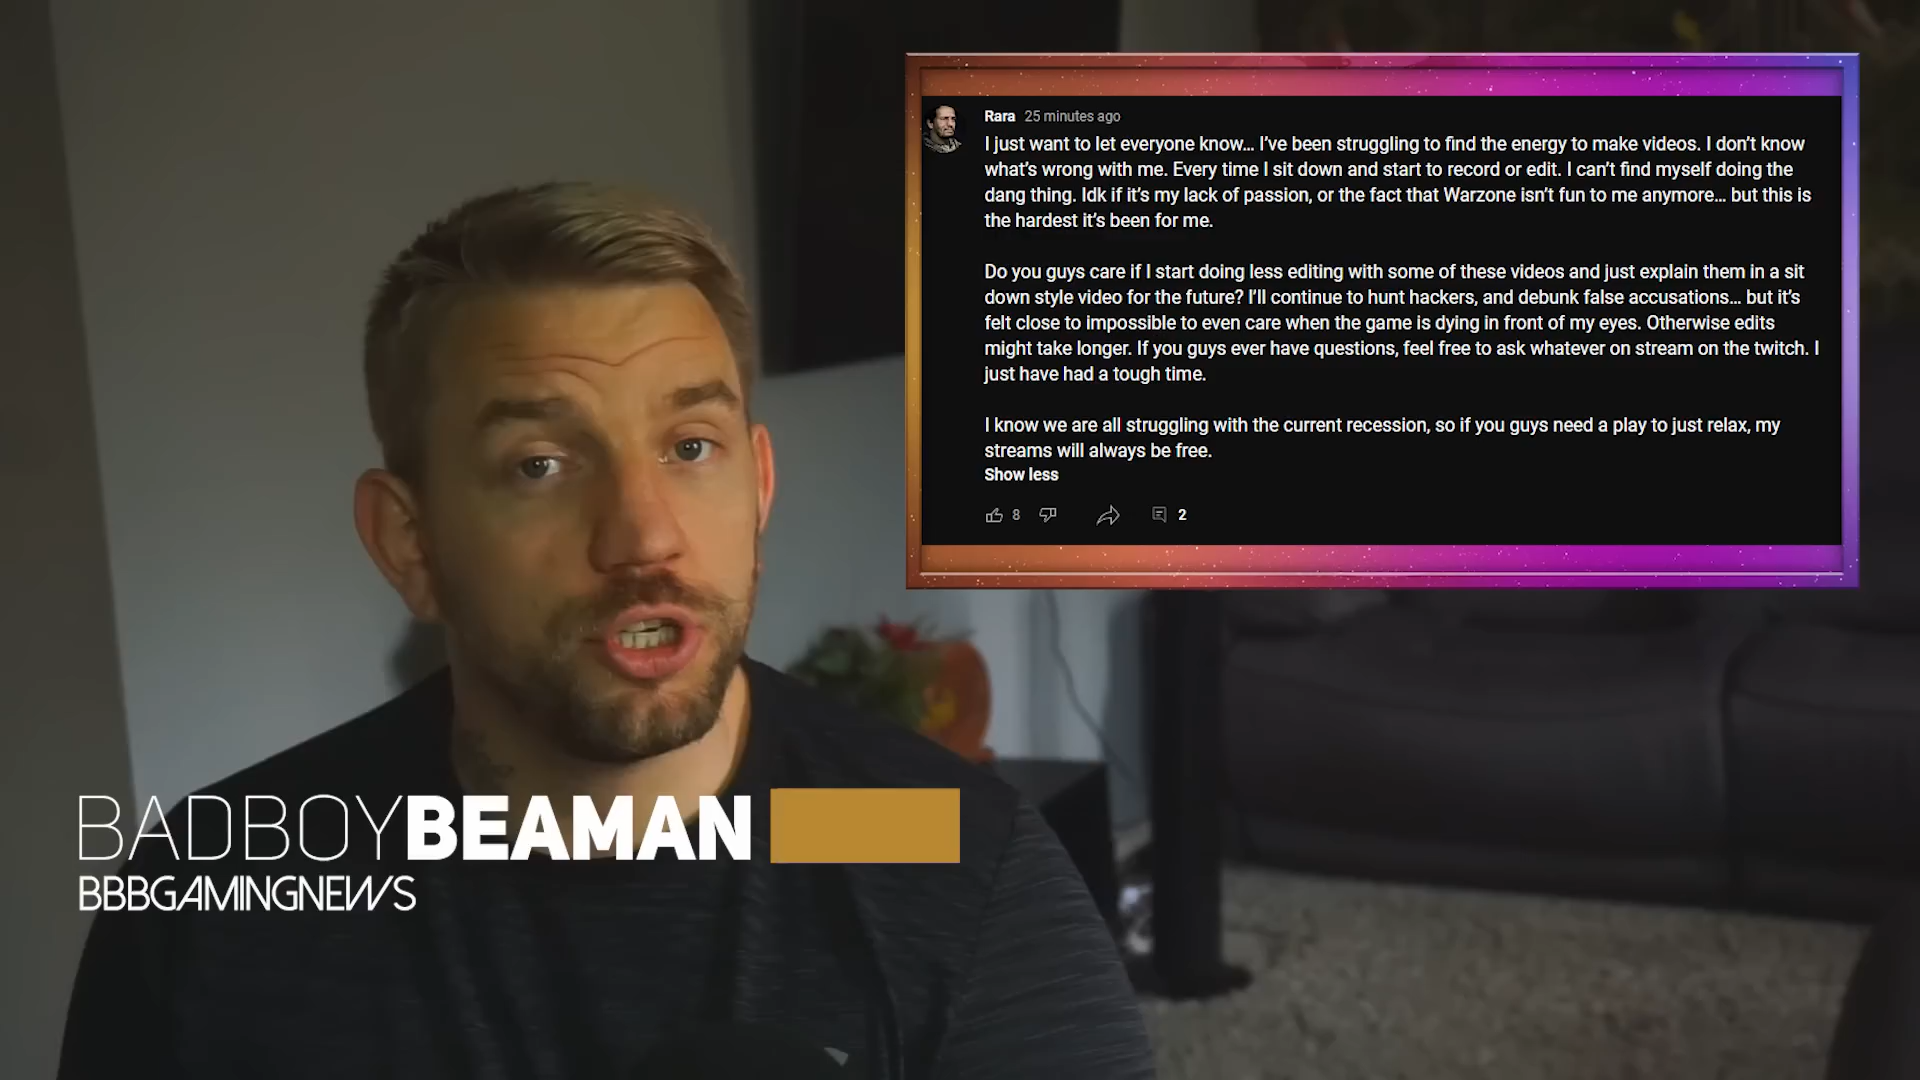 Rara 25 minutes ago
I just want to let everyone know... I've been struggling to find the energy to make videos. I don't know
what's wrong with me. Every time I sit down and start to record or edit. I can't find myself doing the
dang thing. Idk if it's my lack of passion, or the fact that Warzone isn't fun to me anymore... but this is
the hardest it's been for me.
Do you guys care if I start doing less editing with some of these videos and just explain them in a sit
down style video for the future? I'll continue to hunt hackers, and debunk false accusations... but it's
felt close to impossible to even care when the game is dying in front of my eyes. Otherwise edits
might take longer. If you guys ever have questions, feel free to ask whatever on stream on the twitch. I
just have had a tough time.
I know we are all struggling with the current recession, so if you guys need a play to just relax, my
streams will always be free.
Show less
8 2
BADBOYBEAMAN
BBBGAMINGNEWS